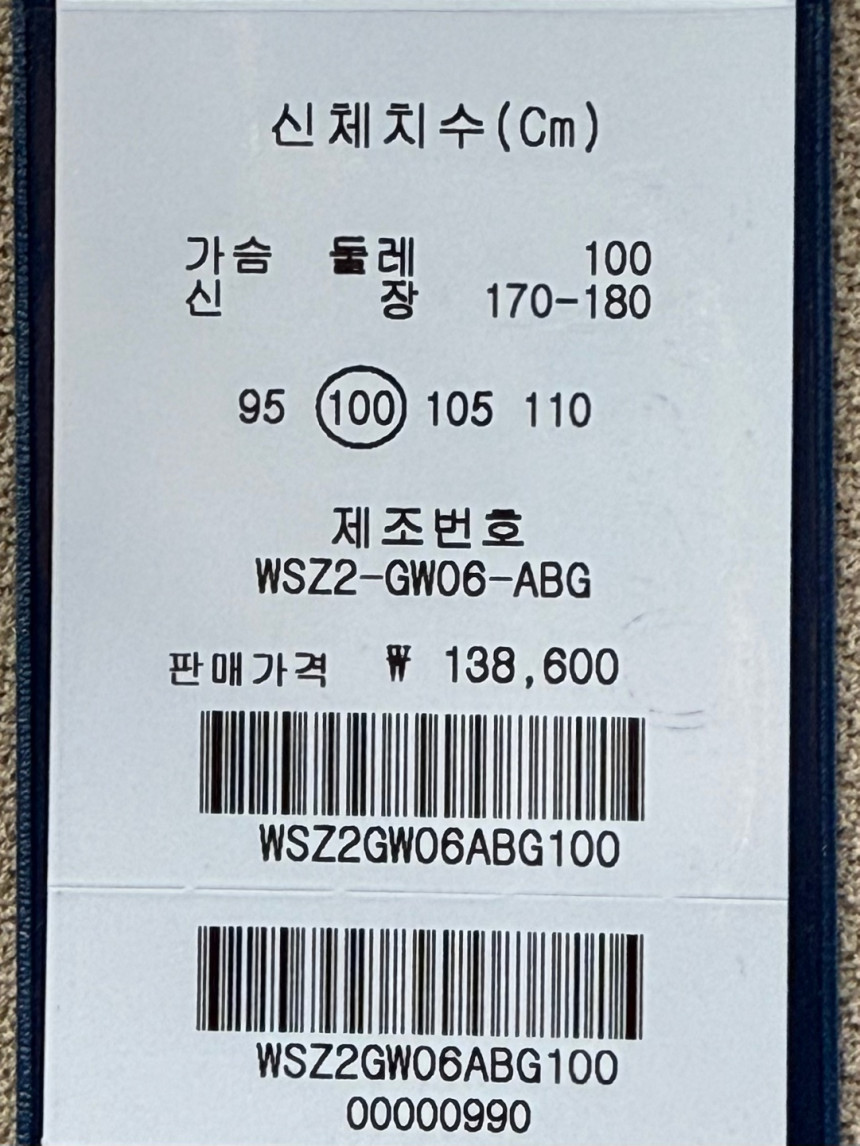 신체치수(Cm)
가슴 둘레 100
신 장 170-180
95 100 105 110
제조번호
WSZ2-GW06-ABG
판매가격 ₩ 138,600
WSZ2GW06ABG100
WSZ2GW06ABG100
00000990